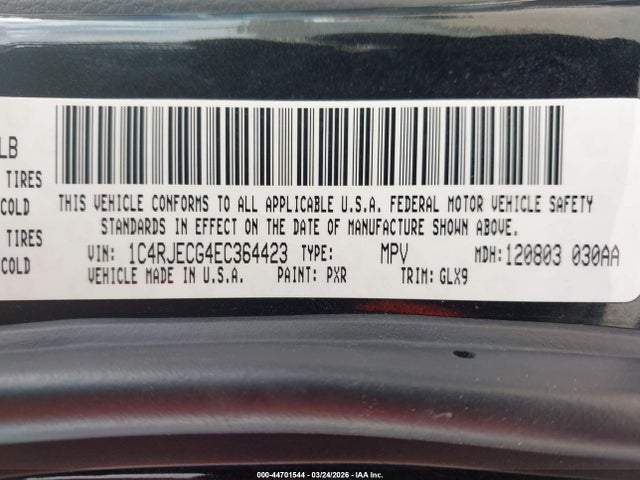 LB
TIRES
COLD THIS VEHICLE CONFORMS TO ALL APPLICABLE U.S.A. FEDERAL MOTOR VEHICLE SAFETY
TIRES STANDARDS IN EFFECT ON THE DATE OF MANUFACTURE SHOWN ABOVE.
COLD VIN: 1C4RJECG4EC364423 TYPE: MPV MDH: 120803 030AA
VEHICLE MADE IN U.S.A. PAINT: PXR TRIM: GLX9
000-44701544 | 03/24/2026 | IAA Inc.